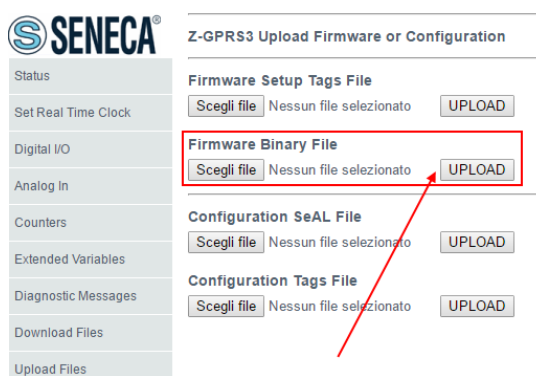 SENECA®
Status
Set Real Time Clock
Digital I/O
Analog In
Counters
Extended Variables
Diagnostic Messages
Download Files
Upload Files
Z-GPRS3 Upload Firmware or Configuration
Firmware Setup Tags File
Scegli file Nessun file selezionato UPLOAD
Firmware Binary File
Scegli file Nessun file selezionato UPLOAD
Configuration SeAL File
Scegli file Nessun file selezionato UPLOAD
Configuration Tags File
Scegli file Nessun file selezionato UPLOAD